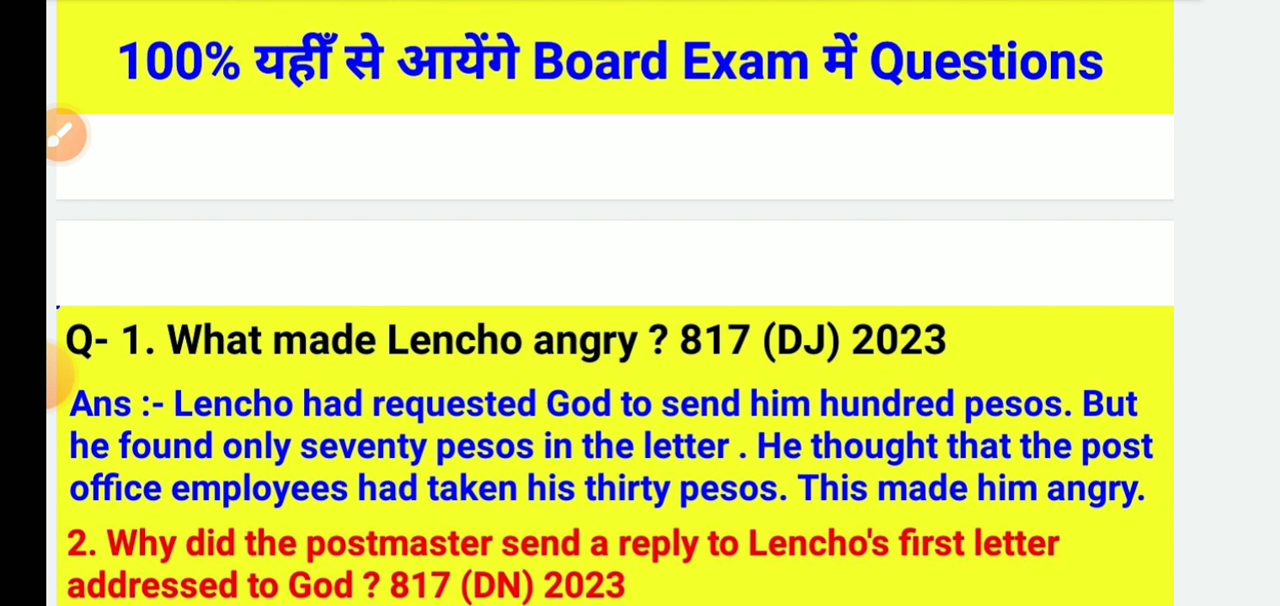 100% यहीँ से आयेंगे Board Exam में Questions
Q- 1. What made Lencho angry ? 817 (DJ) 2023
Ans :- Lencho had requested God to send him hundred pesos. But
he found only seventy pesos in the letter . He thought that the post
office employees had taken his thirty pesos. This made him angry.
2. Why did the postmaster send a reply to Lencho's first letter
addressed to God ? 817 (DN) 2023